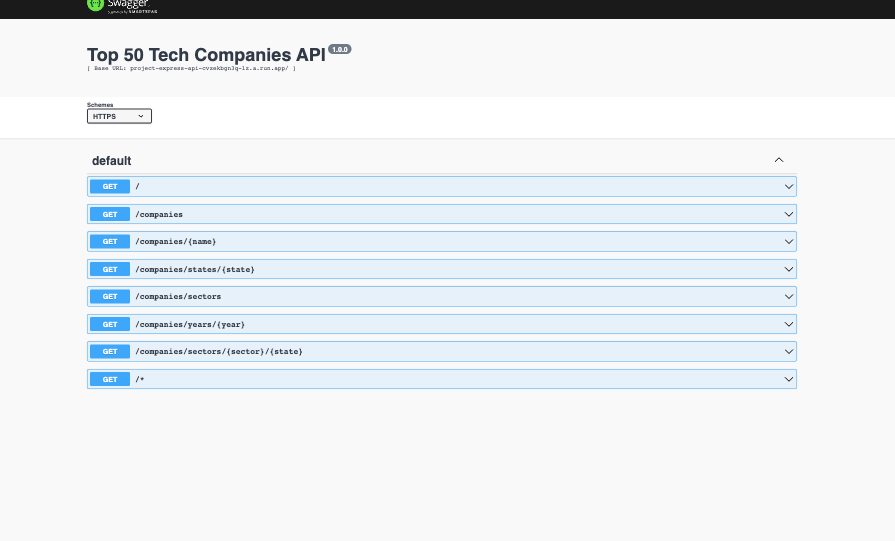 Swagger.
Supported by SMARTBEAR
Top 50 Tech Companies API 1.0.0
[ Base URL: project-express-api-cvzekbgn3q-lz.a.run.app/ ]
Schemes
HTTPS
default
GET /
GET /companies
GET /companies/{name}
GET /companies/states/{state}
GET /companies/sectors
GET /companies/years/{year}
GET /companies/sectors/{sector}/{state}
GET /*